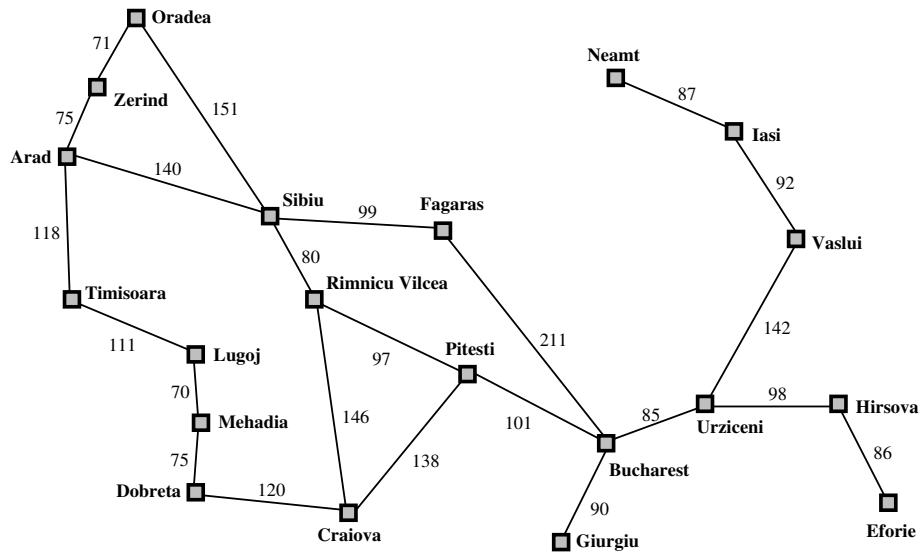 Oradea
71
Neamt
Zerind
87
151
75
Iasi
Arad
140
92
Sibiu
Fagaras
99
118
Vaslui
80
Timisoara
Rimnicu Vilcea
142
211
111
Lugoj
97
Pitesti
70
98
Hirsova
146
101
85
Urziceni
Mehadia
138
86
75
Bucharest
120
Dobreta
90
Craiova
Eforie
Giurgiu